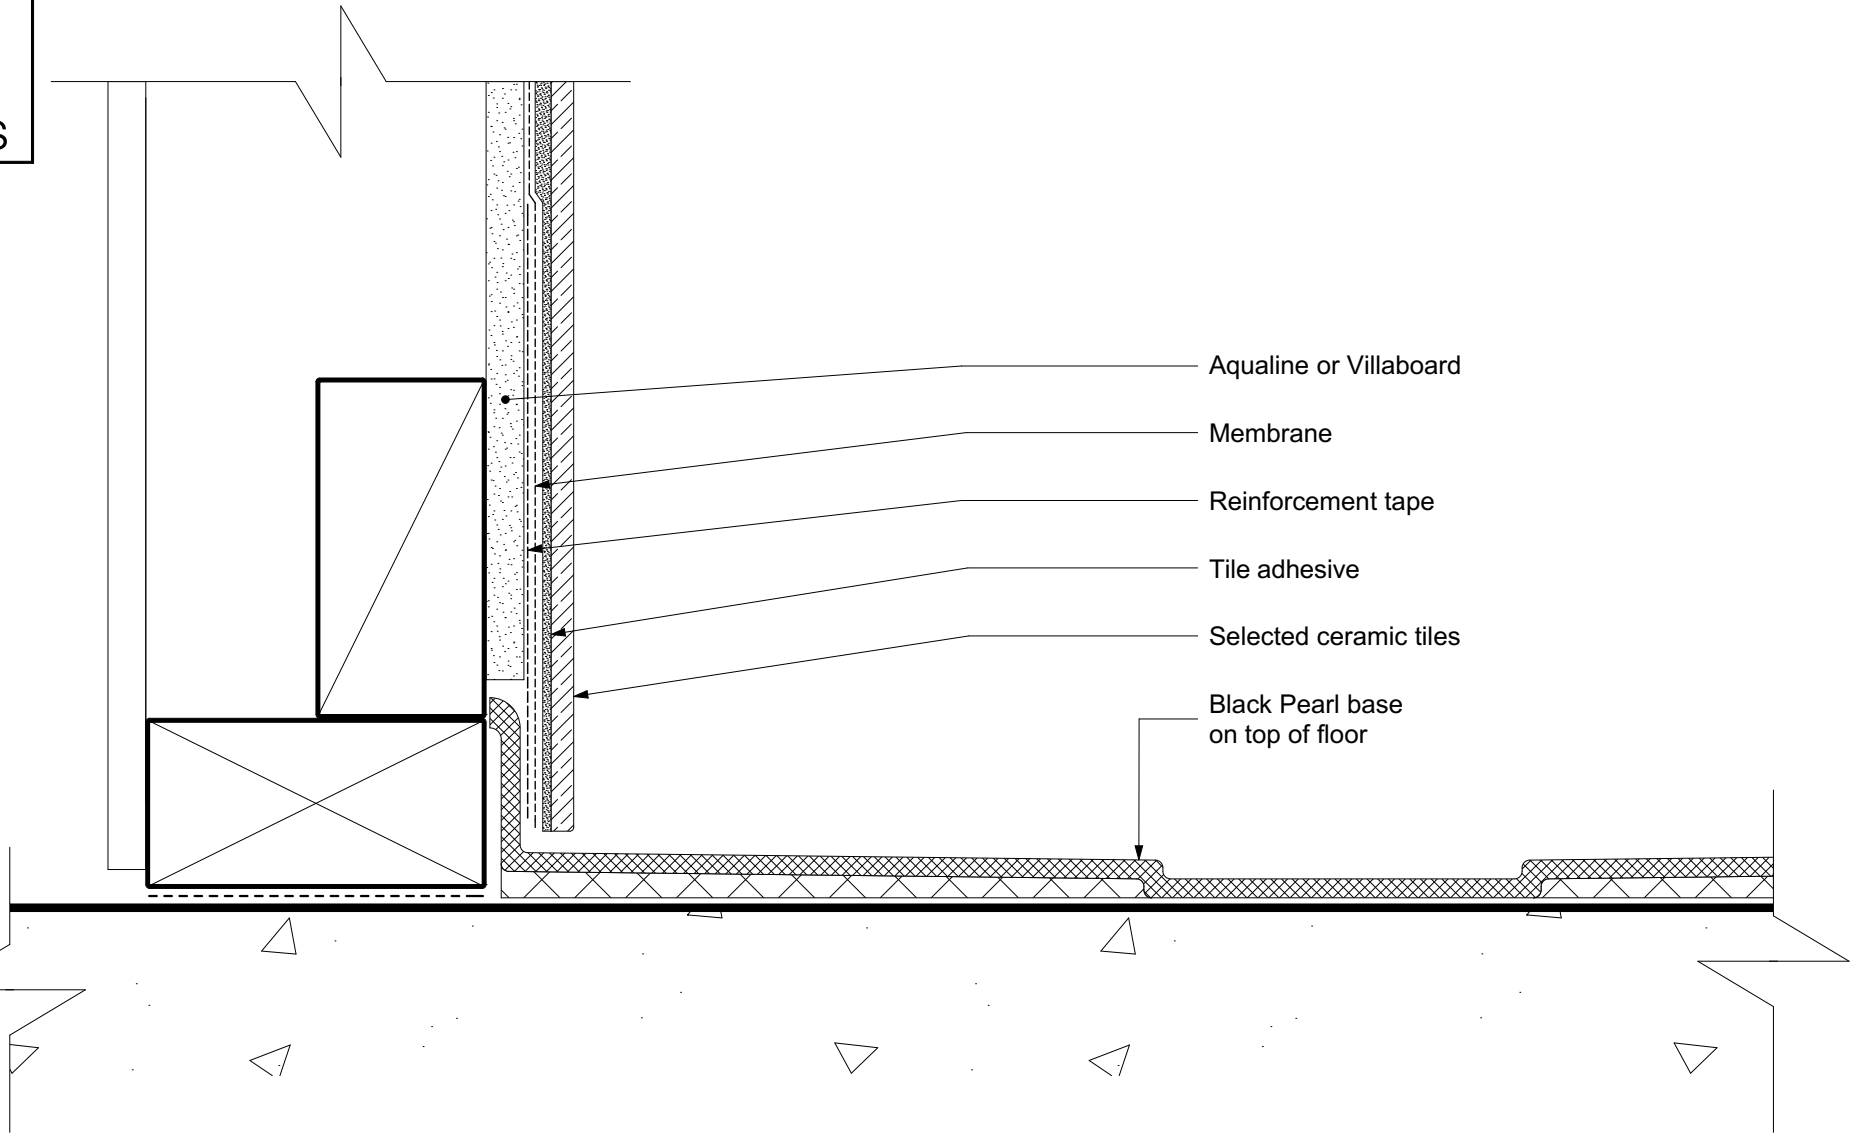 S
Aqualine or Villaboard
Membrane
Reinforcement tape
Tile adhesive
Selected ceramic tiles
Black Pearl base
on top of floor